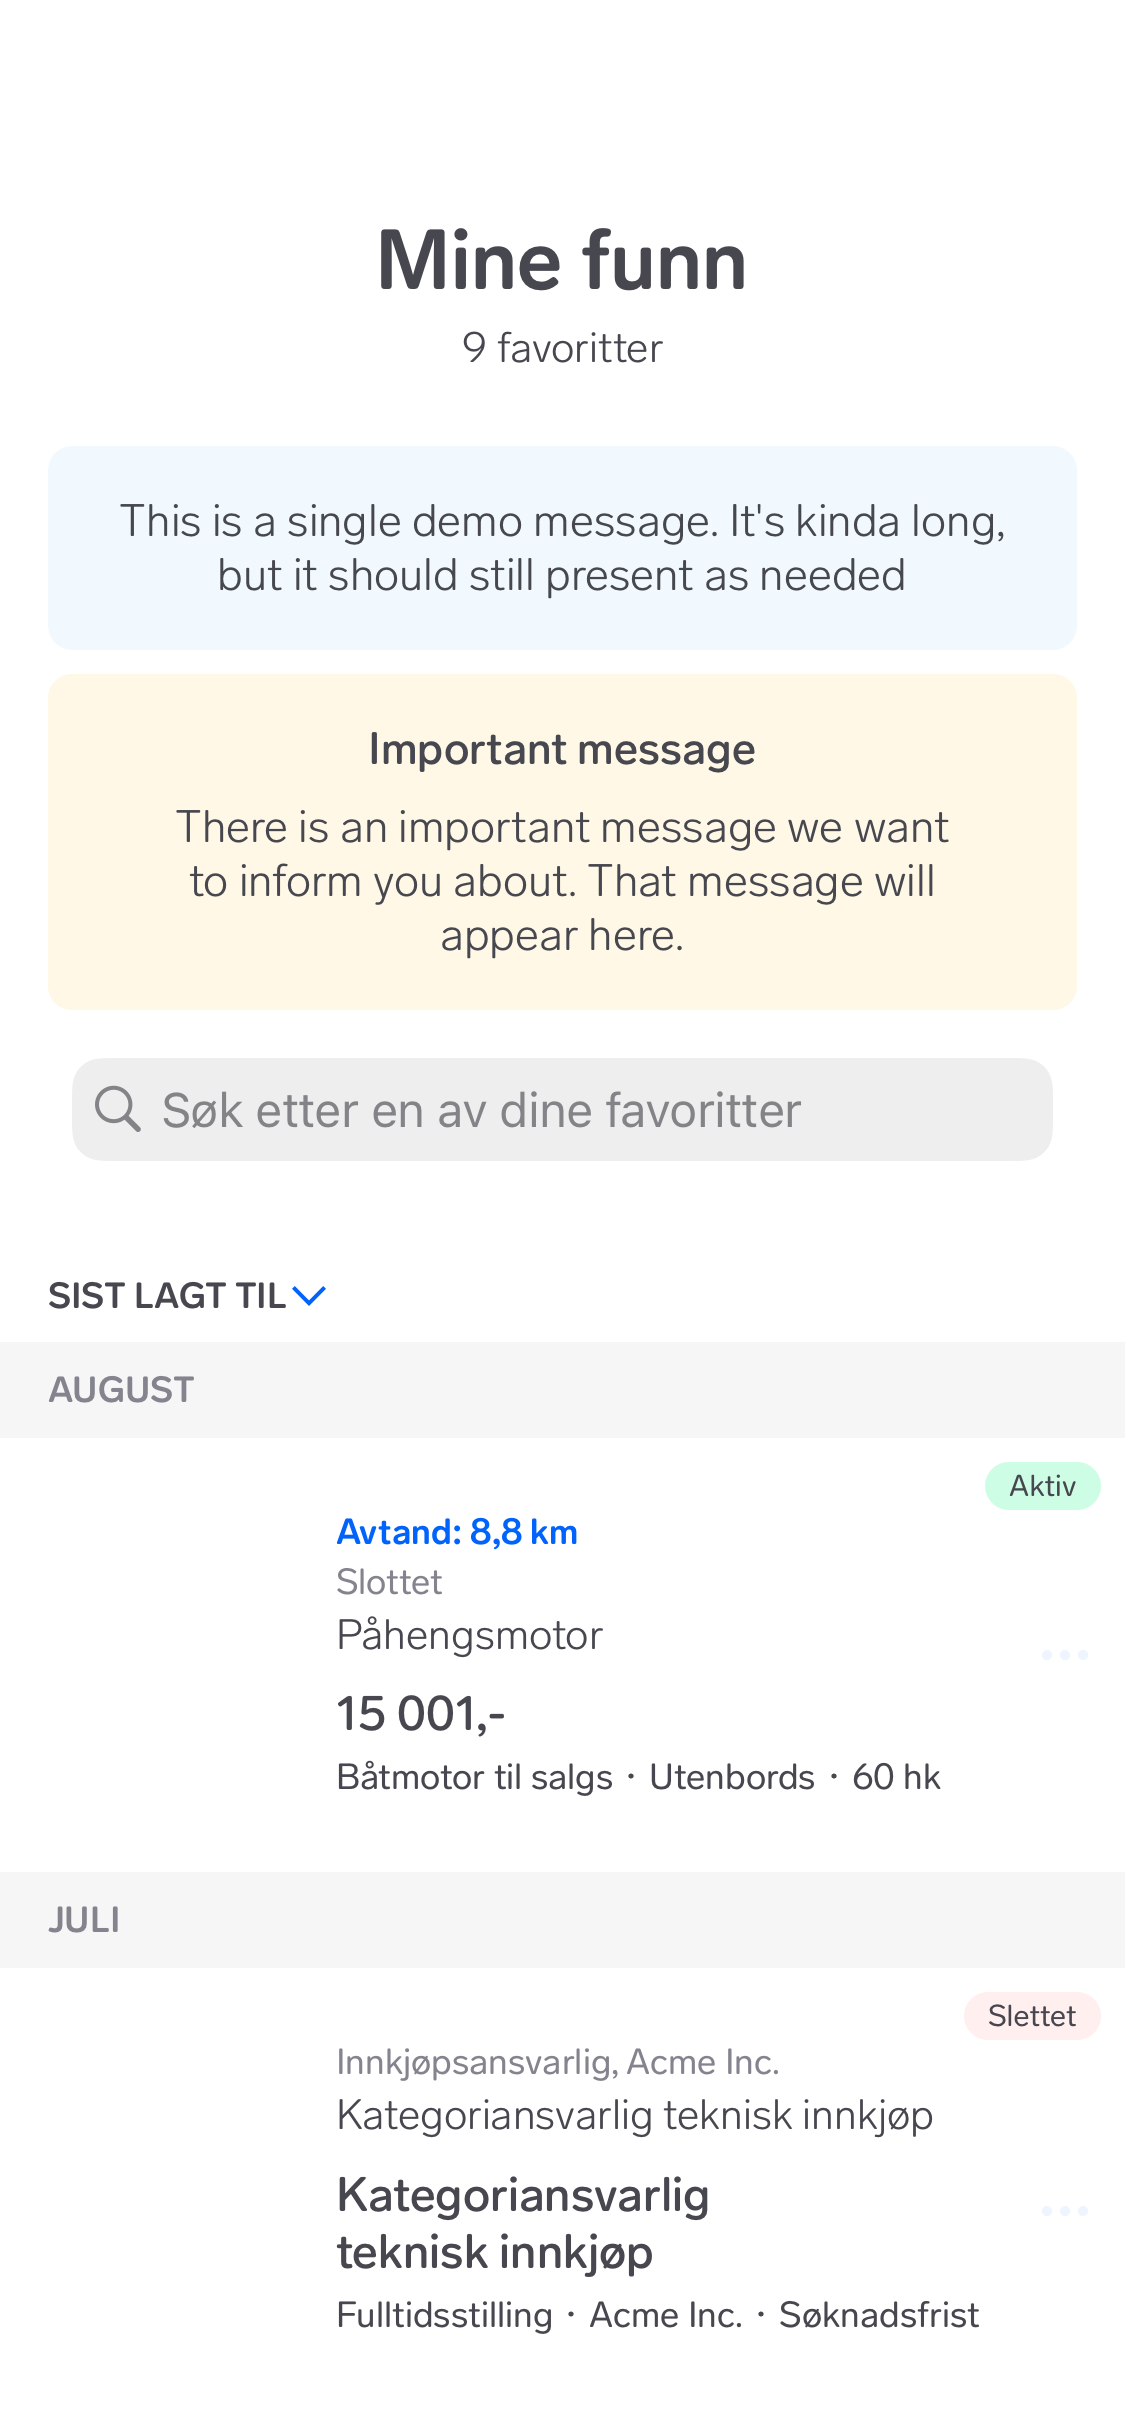 Mine funn
9 favoritter
This is a single demo message. It's kinda long,
but it should still present as needed
Important message
There is an important message we want
to inform you about. That message will
appear here.
Søk etter en av dine favoritter
SIST LAGT TIL
AUGUST
Aktiv
Avtand: 8,8 km
Slottet
Påhengsmotor
15 001,-
Båtmotor til salgs · Utenbords · 60 hk
JULI
Slettet
Innkjøpsansvarlig, Acme Inc.
Kategoriansvarlig teknisk innkjøp
Kategoriansvarlig
teknisk innkjøp
Fulltidsstilling · Acme Inc. · Søknadsfrist